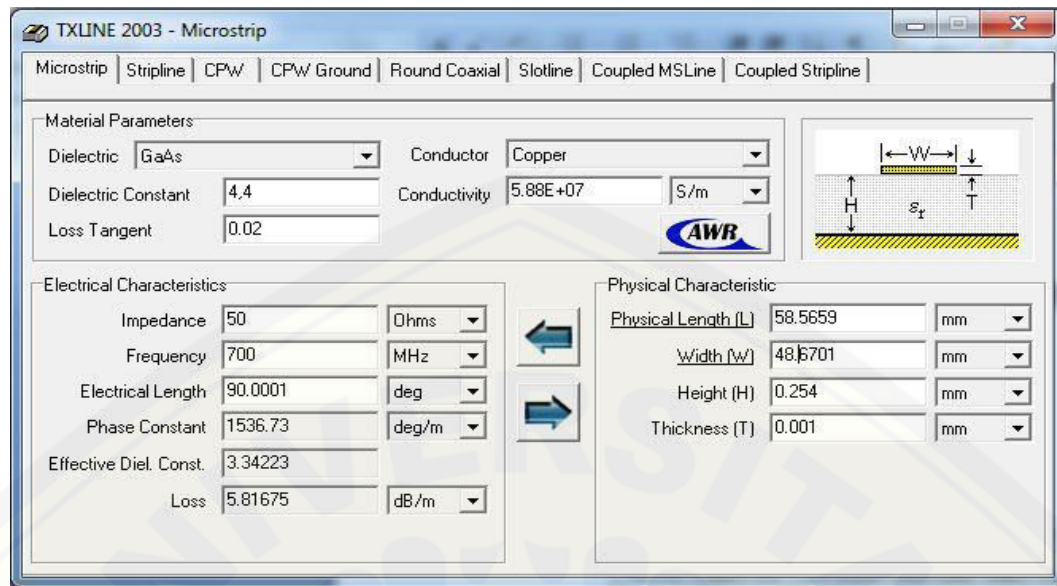 TXLINE 2003 - Microstrip
Microstrip Stripline CPW CPW Ground Round Coaxial Slotline Coupled MSLine Coupled Stripline
Material Parameters
Dielectric GaAs Conductor Copper
Dielectric Constant 4,4 Conductivity 5.88E+07 S/m
Loss Tangent 0.02 AWR
W
H εr T
Electrical Characteristics
Impedance 50 Ohms
Frequency 700 MHz
Electrical Length 90.0001 deg
Phase Constant 1536.73 deg/m
Effective Diel. Const. 3.34223
Loss 5.81675 dB/m
Physical Characteristic
Physical Length (L) 58.5659 mm
Width (W) 48.6701 mm
Height (H) 0.254 mm
Thickness (T) 0.001 mm